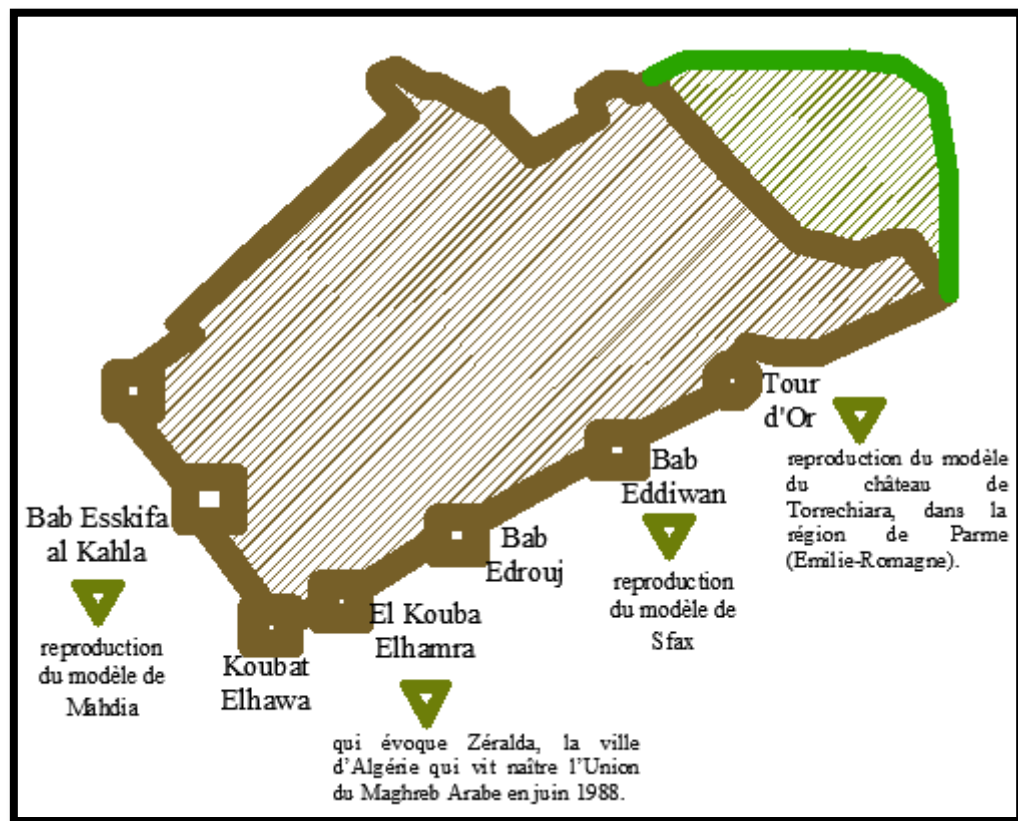 Tour
d'Or
reproduction du modèle
du château de
Torrechiara, dans la
région de Parme
(Emilie-Romagne).
Bab
Eddiwan
reproduction
du modèle de
Sfax
Bab
Edrouj
El Kouba
Elhamra
qui évoque Zéralda, la ville
d'Algérie qui vit naître l'Union
du Maghreb Arabe en juin 1988.
Koubat
Elhawa
Bab Esskifa
al Kahla
reproduction
du modèle de
Mahdia